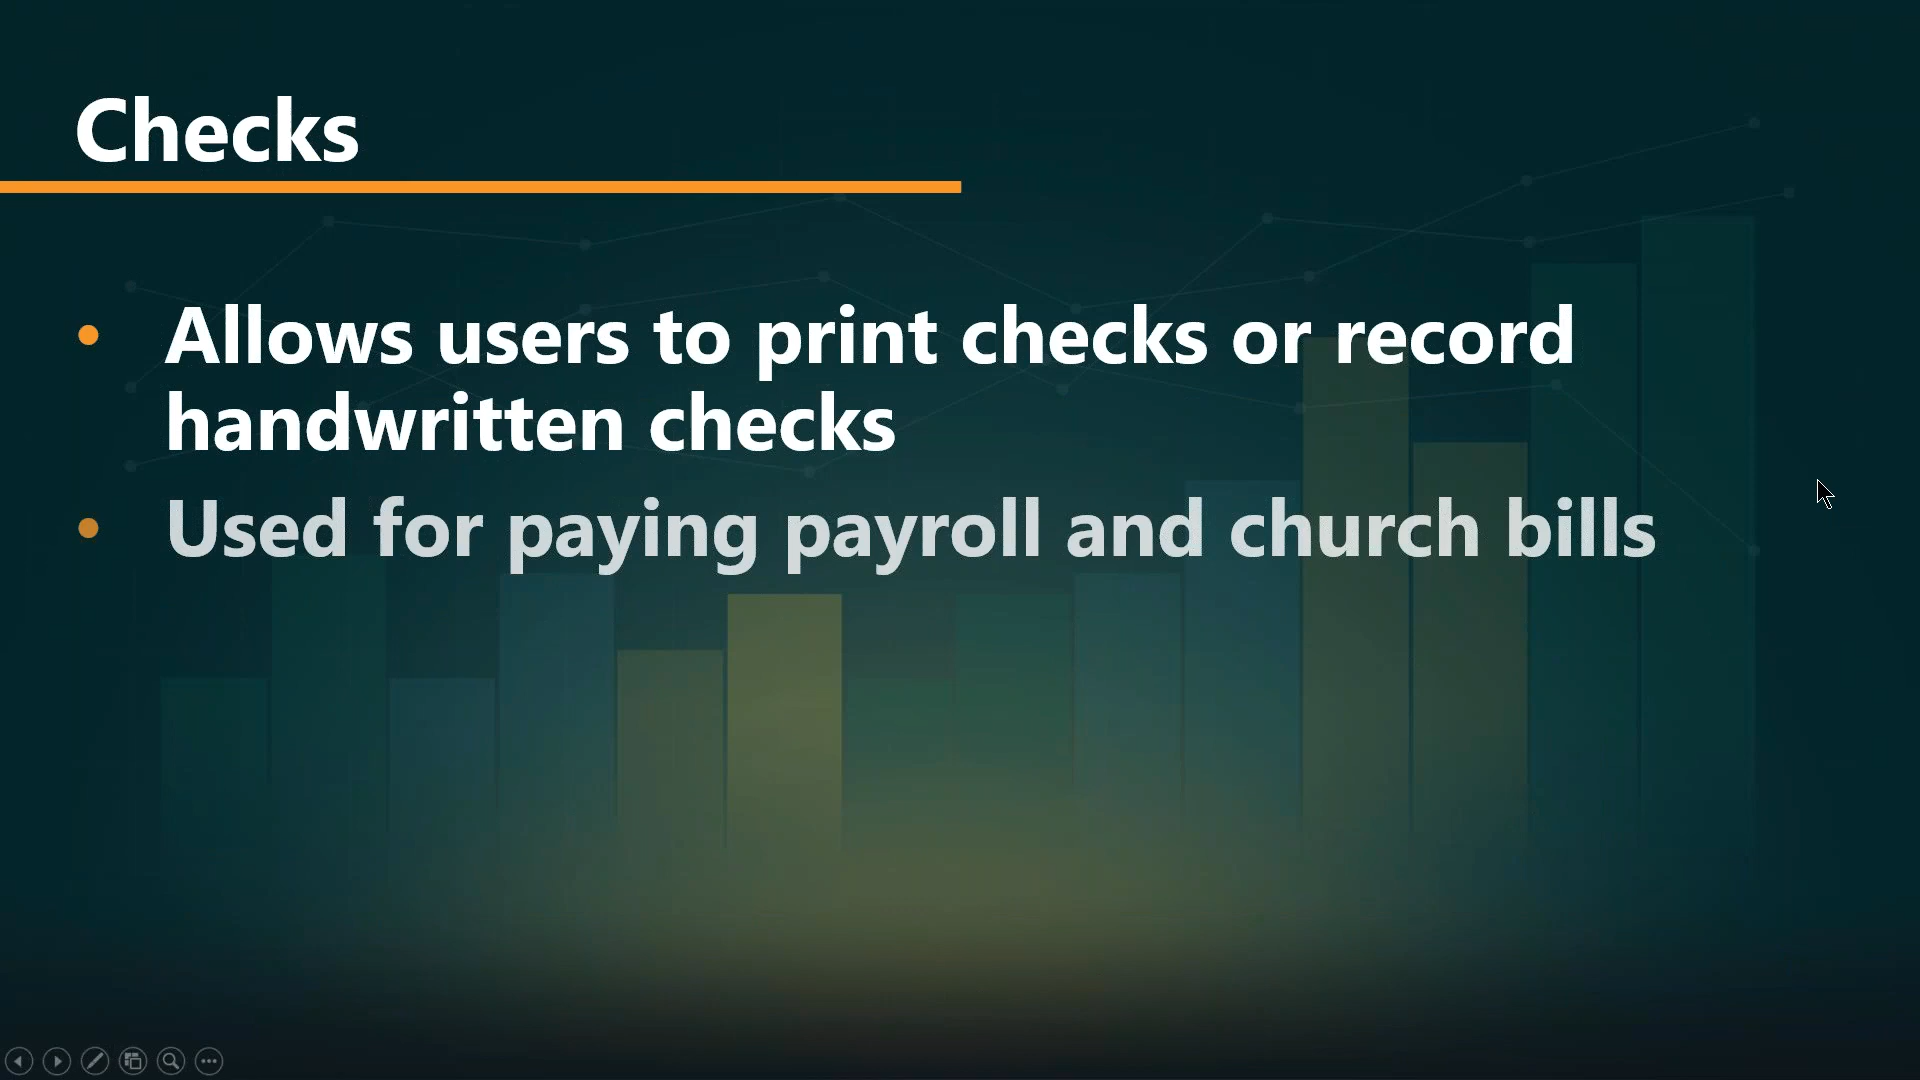 Checks
• Allows users to print checks or record
handwritten checks
• Used for paying payroll and church bills